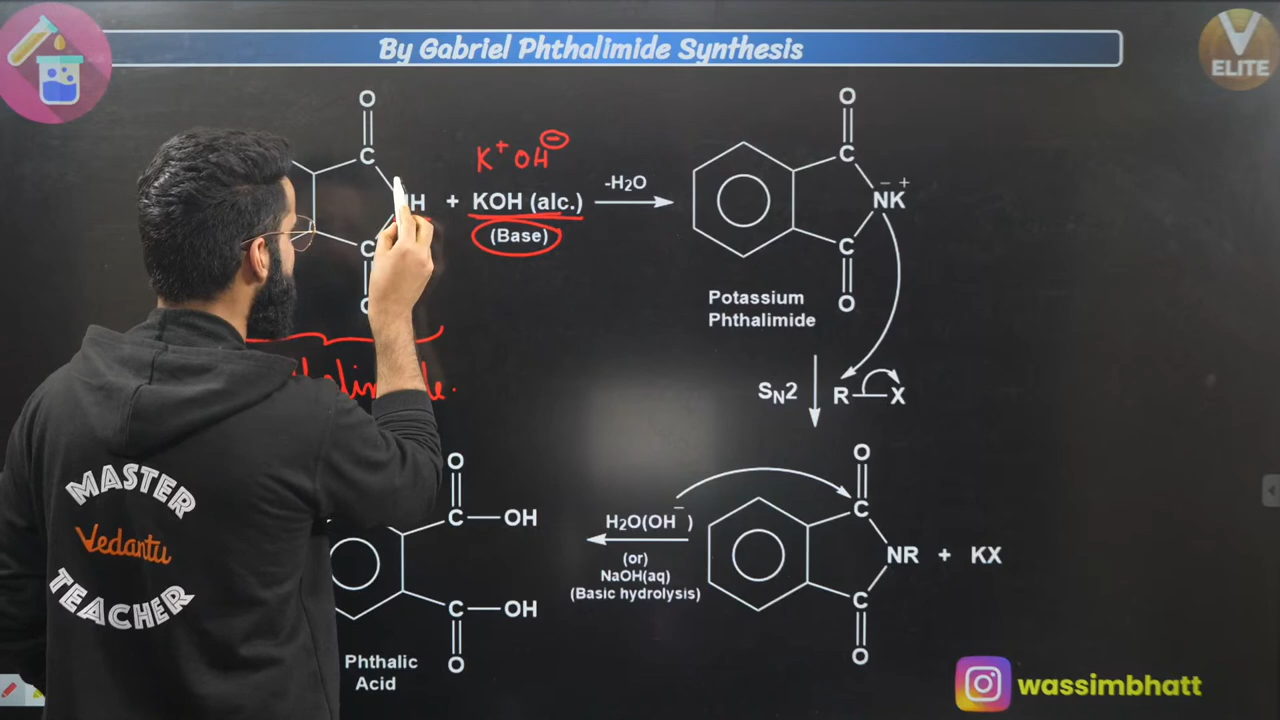 By Gabriel Phthalimide Synthesis
V
ELITE
O
C
NH
C
O
+
K+ OH⊖
KOH (alc.)
(Base)
-H2O
O
C
N̄K+
C
O
Potassium
Phthalimide
SN2
R—X
O
C
NR + KX
C
O
H2O(OH‾)
(or)
NaOH(aq)
(Basic hydrolysis)
O
C—OH
C—OH
O
Phthalic
Acid
MASTER
Vedantu
TEACHER
wassimbhatt